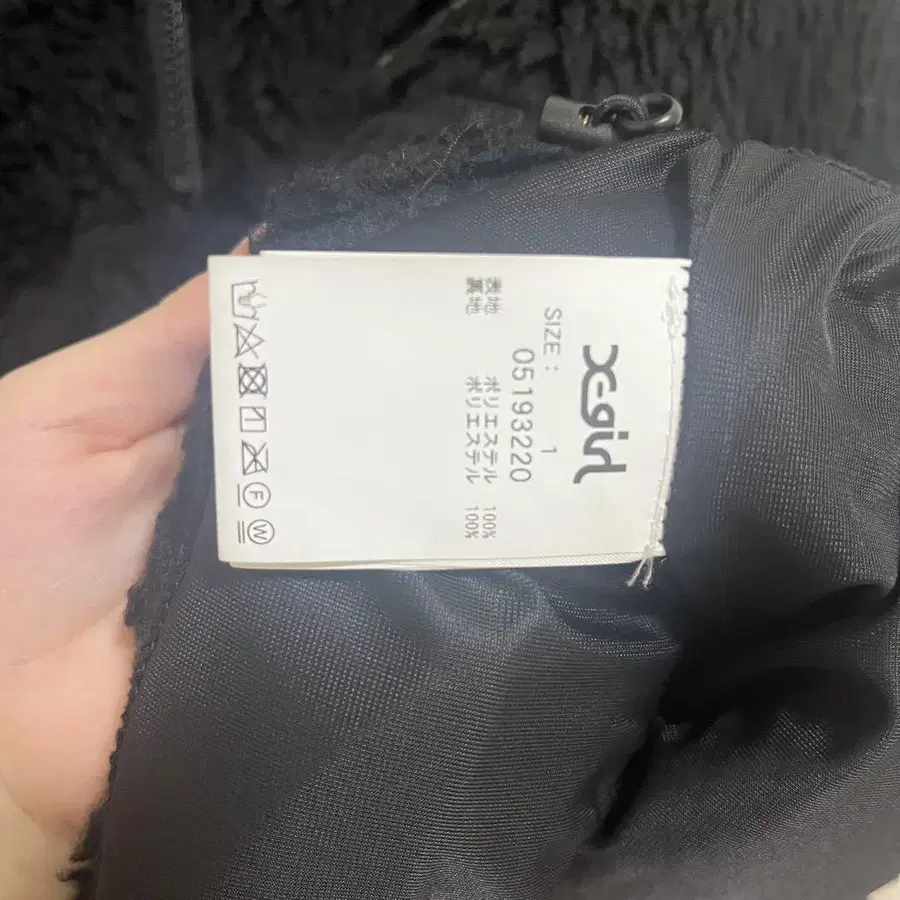 X-girl
05193220
SIZE: 1
表地 ポリエステル 100%
裏地 ポリエステル 100%
F
W